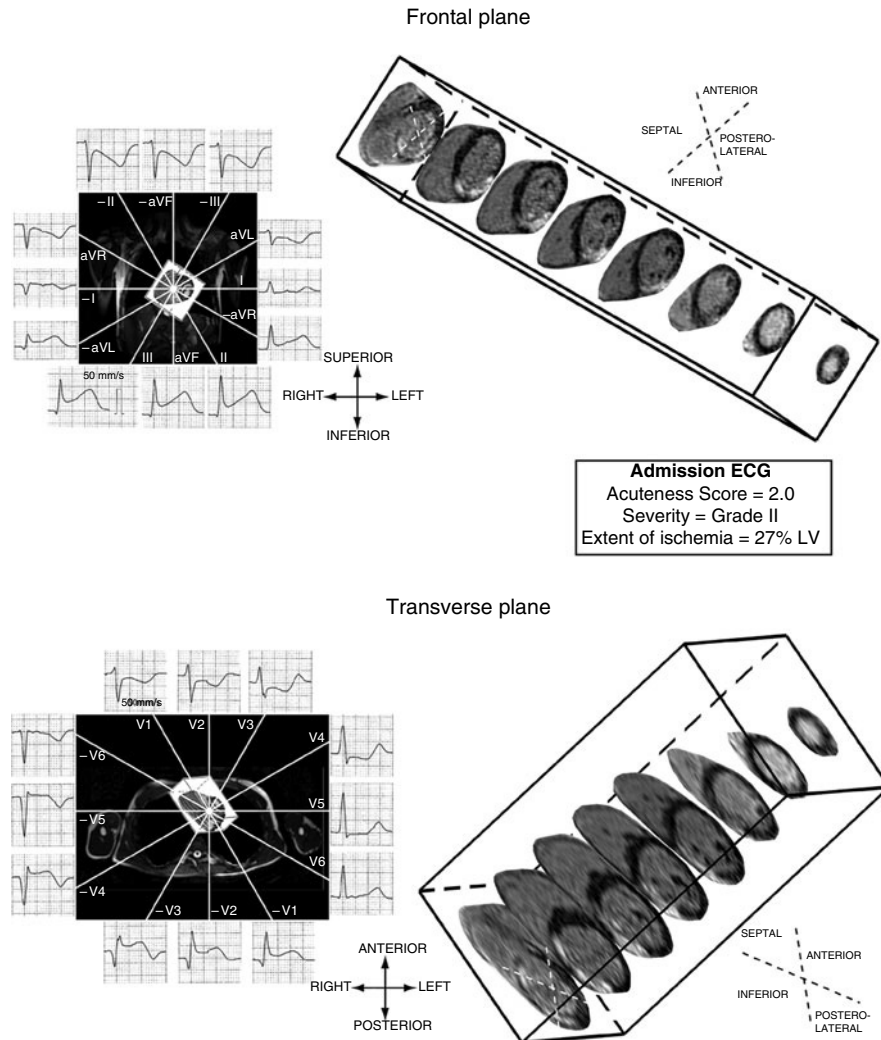 Frontal plane
ANTERIOR
SEPTAL
POSTERO-
LATERAL
INFERIOR
–II
–aVF
–III
aVR
aVL
–I
I
–aVL
–aVR
III
aVF
II
50 mm/s
SUPERIOR
RIGHT
LEFT
INFERIOR
Admission ECG
Acuteness Score = 2.0
Severity = Grade II
Extent of ischemia = 27% LV
Transverse plane
50 mm/s
V1
V2
V3
–V6
V4
–V5
V5
–V4
V6
–V3
–V2
–V1
ANTERIOR
RIGHT
LEFT
POSTERIOR
SEPTAL
ANTERIOR
INFERIOR
POSTERO-
LATERAL